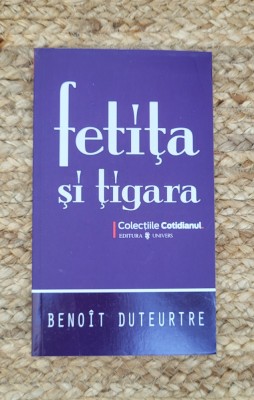 fetița
și țigara
Colecțiile Cotidianul.
EDITURA UNIVERS
BENOÎT DUTEURTRE